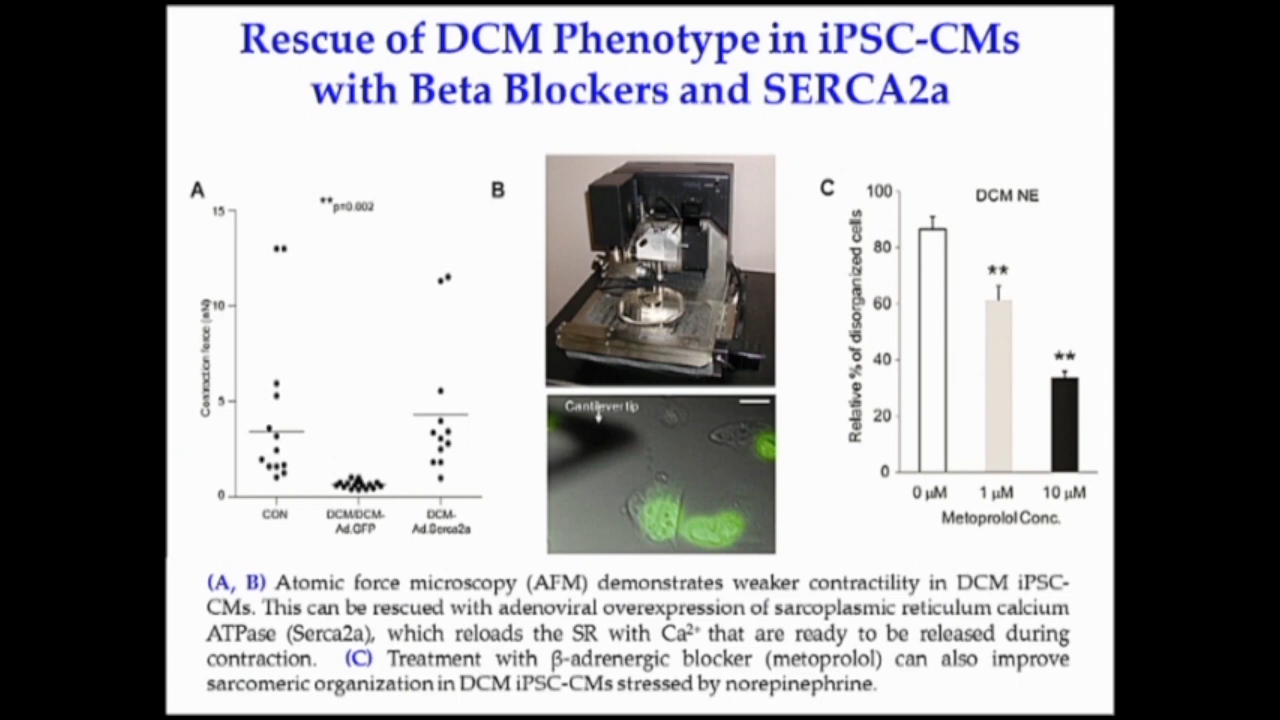 Rescue of DCM Phenotype in iPSC-CMs
with Beta Blockers and SERCA2a
A
**p=0.002
15
10
5
0
Contraction force (nN)
CON
DCM/DCM-
Ad.GFP
DCM-
Ad.Serca2a
B
Cantilever tip
C
DCM NE
100
80
60
40
20
0
Relative % of disorganized cells
**
**
0 μM
1 μM
10 μM
Metoprolol Conc.
(A, B) Atomic force microscopy (AFM) demonstrates weaker contractility in DCM iPSC-
CMs. This can be rescued with adenoviral overexpression of sarcoplasmic reticulum calcium
ATPase (Serca2a), which reloads the SR with Ca²⁺ that are ready to be released during
contraction. (C) Treatment with β-adrenergic blocker (metoprolol) can also improve
sarcomeric organization in DCM iPSC-CMs stressed by norepinephrine.